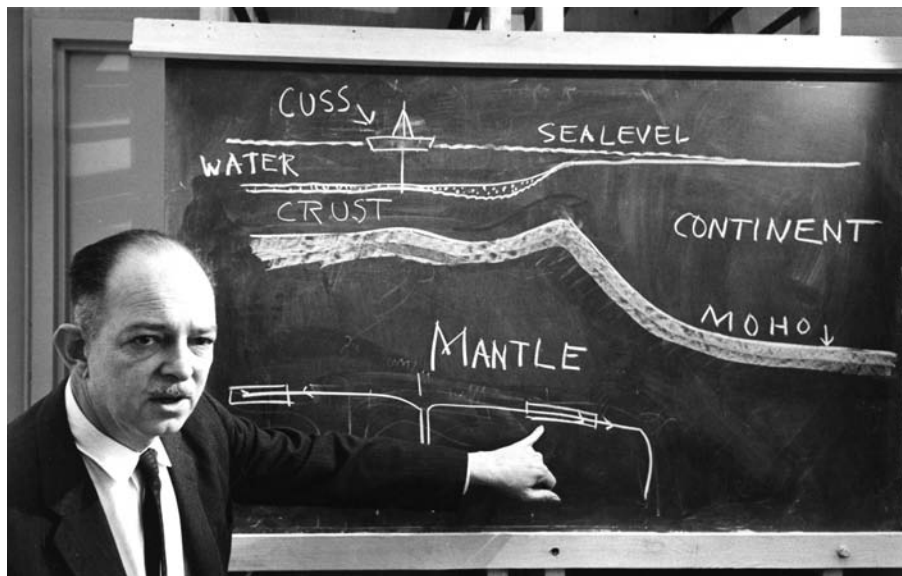 CUSS
SEALEVEL
WATER
CRUST
CONTINENT
MOHO
MANTLE